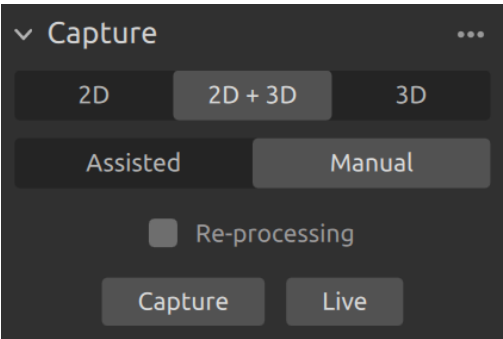 Capture
2D 2D + 3D 3D
Assisted Manual
Re-processing
Capture Live